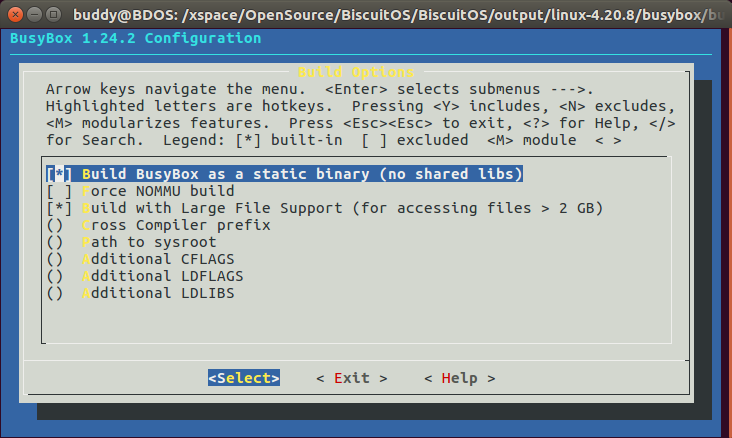 buddy@BDOS: /xspace/OpenSource/BiscuitOS/BiscuitOS/output/linux-4.20.8/busybox/bu
BusyBox 1.24.2 Configuration
Build Options
Arrow keys navigate the menu.  <Enter> selects submenus --->.
Highlighted letters are hotkeys.  Pressing <Y> includes, <N> excludes,
<M> modularizes features.  Press <Esc><Esc> to exit, <?> for Help, </>
for Search.  Legend: [*] built-in  [ ] excluded  <M> module  < >
[*] Build BusyBox as a static binary (no shared libs)
[ ] Force NOMMU build
[*] Build with Large File Support (for accessing files > 2 GB)
()  Cross Compiler prefix
()  Path to sysroot
()  Additional CFLAGS
()  Additional LDFLAGS
()  Additional LDLIBS
<Select>    < Exit >    < Help >